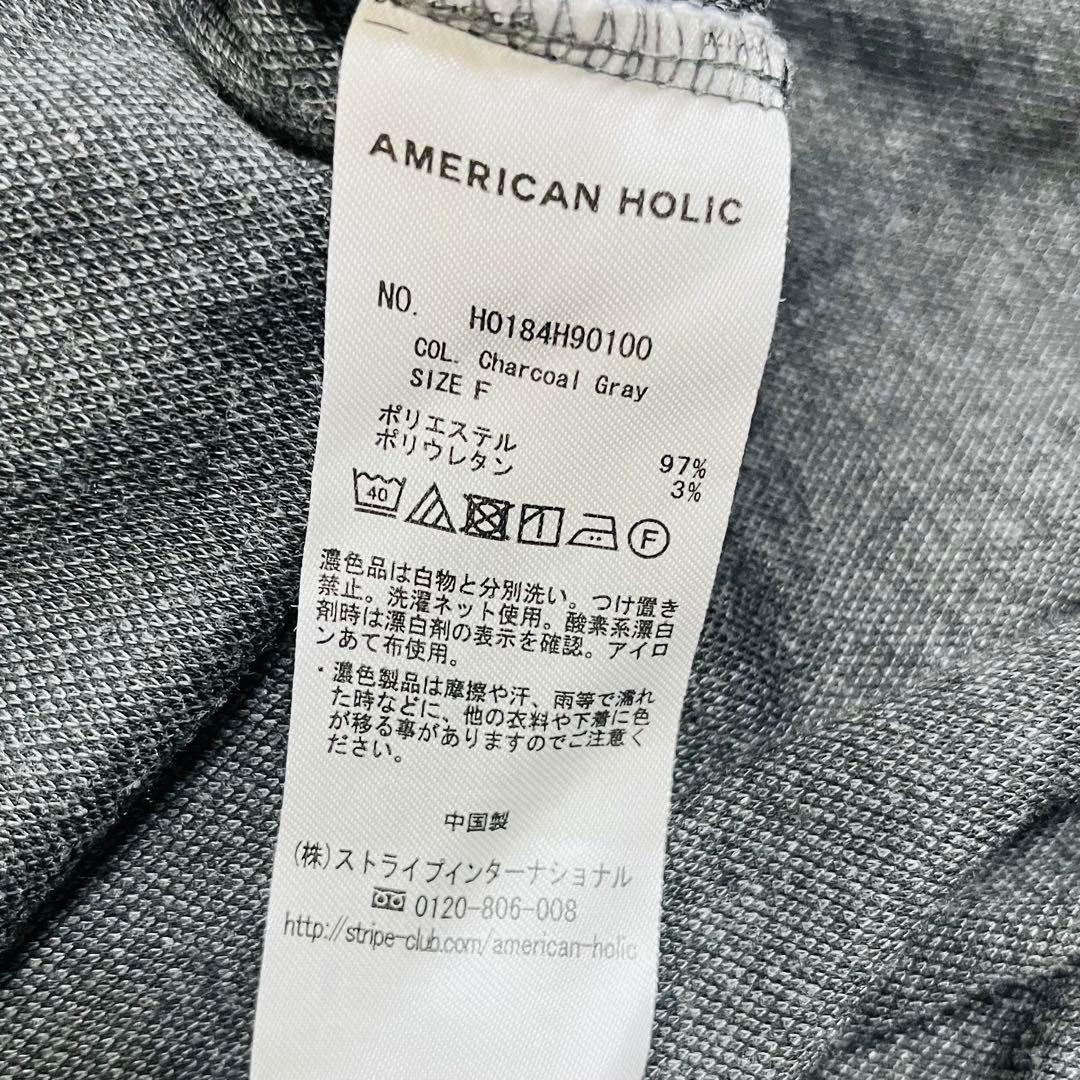 AMERICAN HOLIC
NO. H0184H90100
COL. Charcoal Gray
SIZE F
ポリエステル 97%
ポリウレタン 3%
40 F
濃色品は白物と分別洗い。つけ置き
禁止。洗濯ネット使用。酸素系漂白
剤時は漂白剤の表示を確認。アイロ
ンあて布使用。
・濃色製品は摩擦や汗、雨等で濡れ
た時などに、他の衣料や下着に色
が移る事がありますのでご注意く
ださい。
中国製
(株)ストライプインターナショナル
0120-806-008
http://stripe-club.com/american-holic